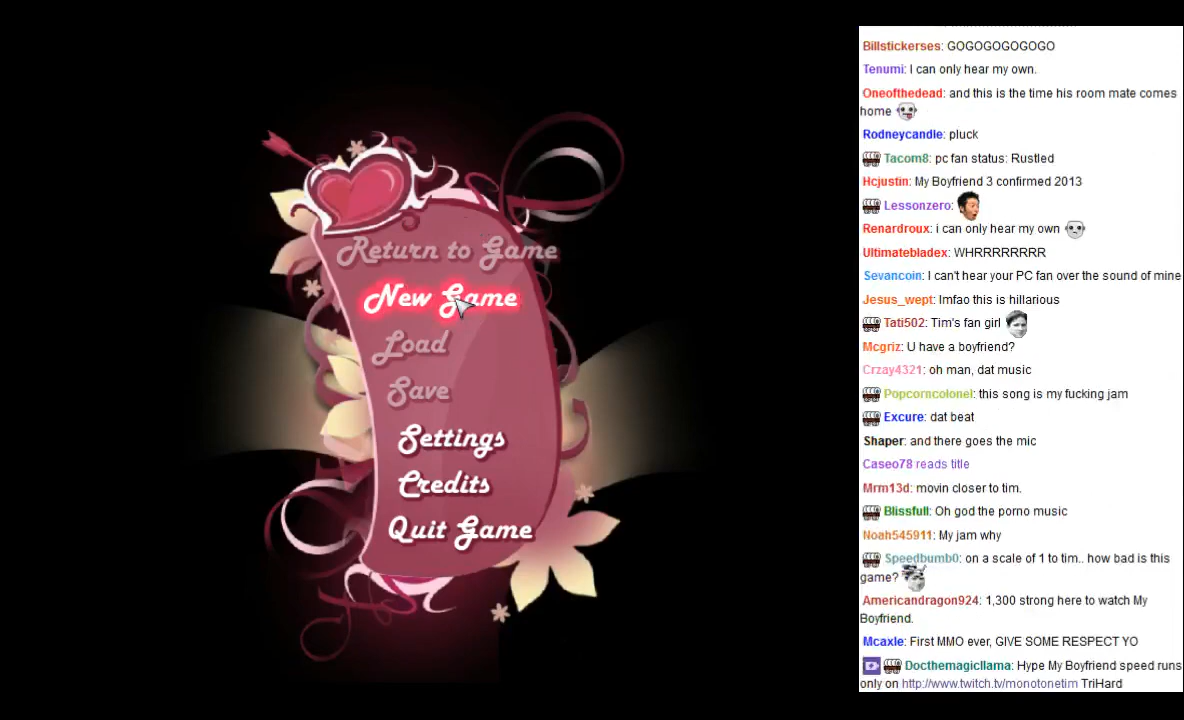 Return to Game
New Game
Load
Save
Settings
Credits
Quit Game
Billstickerses: GOGOGOGOGOGO
Tenumi: I can only hear my own.
Oneofthedead: and this is the time his room mate comes
home
Rodneycandle: pluck
Tacom8: pc fan status: Rustled
Hcjustin: My Boyfriend 3 confirmed 2013
Lessonzero:
Renardroux: i can only hear my own
Ultimatebladex: WHRRRRRRRR
Sevancoin: I can't hear your PC fan over the sound of mine
Jesus_wept: lmfao this is hillarious
Tati502: Tim's fan girl
Mcgriz: U have a boyfriend?
Crzay4321: oh man, dat music
Popcorncolonel: this song is my fucking jam
Excure: dat beat
Shaper: and there goes the mic
Caseo78 reads title
Mrm13d: movin closer to tim.
Blissfull: Oh god the porno music
Noah545911: My jam why
Speedbumb0: on a scale of 1 to tim.. how bad is this
game?
Americandragon924: 1,300 strong here to watch My
Boyfriend.
Mcaxle: First MMO ever, GIVE SOME RESPECT YO
Docthemagicllama: Hype My Boyfriend speed runs
only on http://www.twitch.tv/monotonetim TriHard